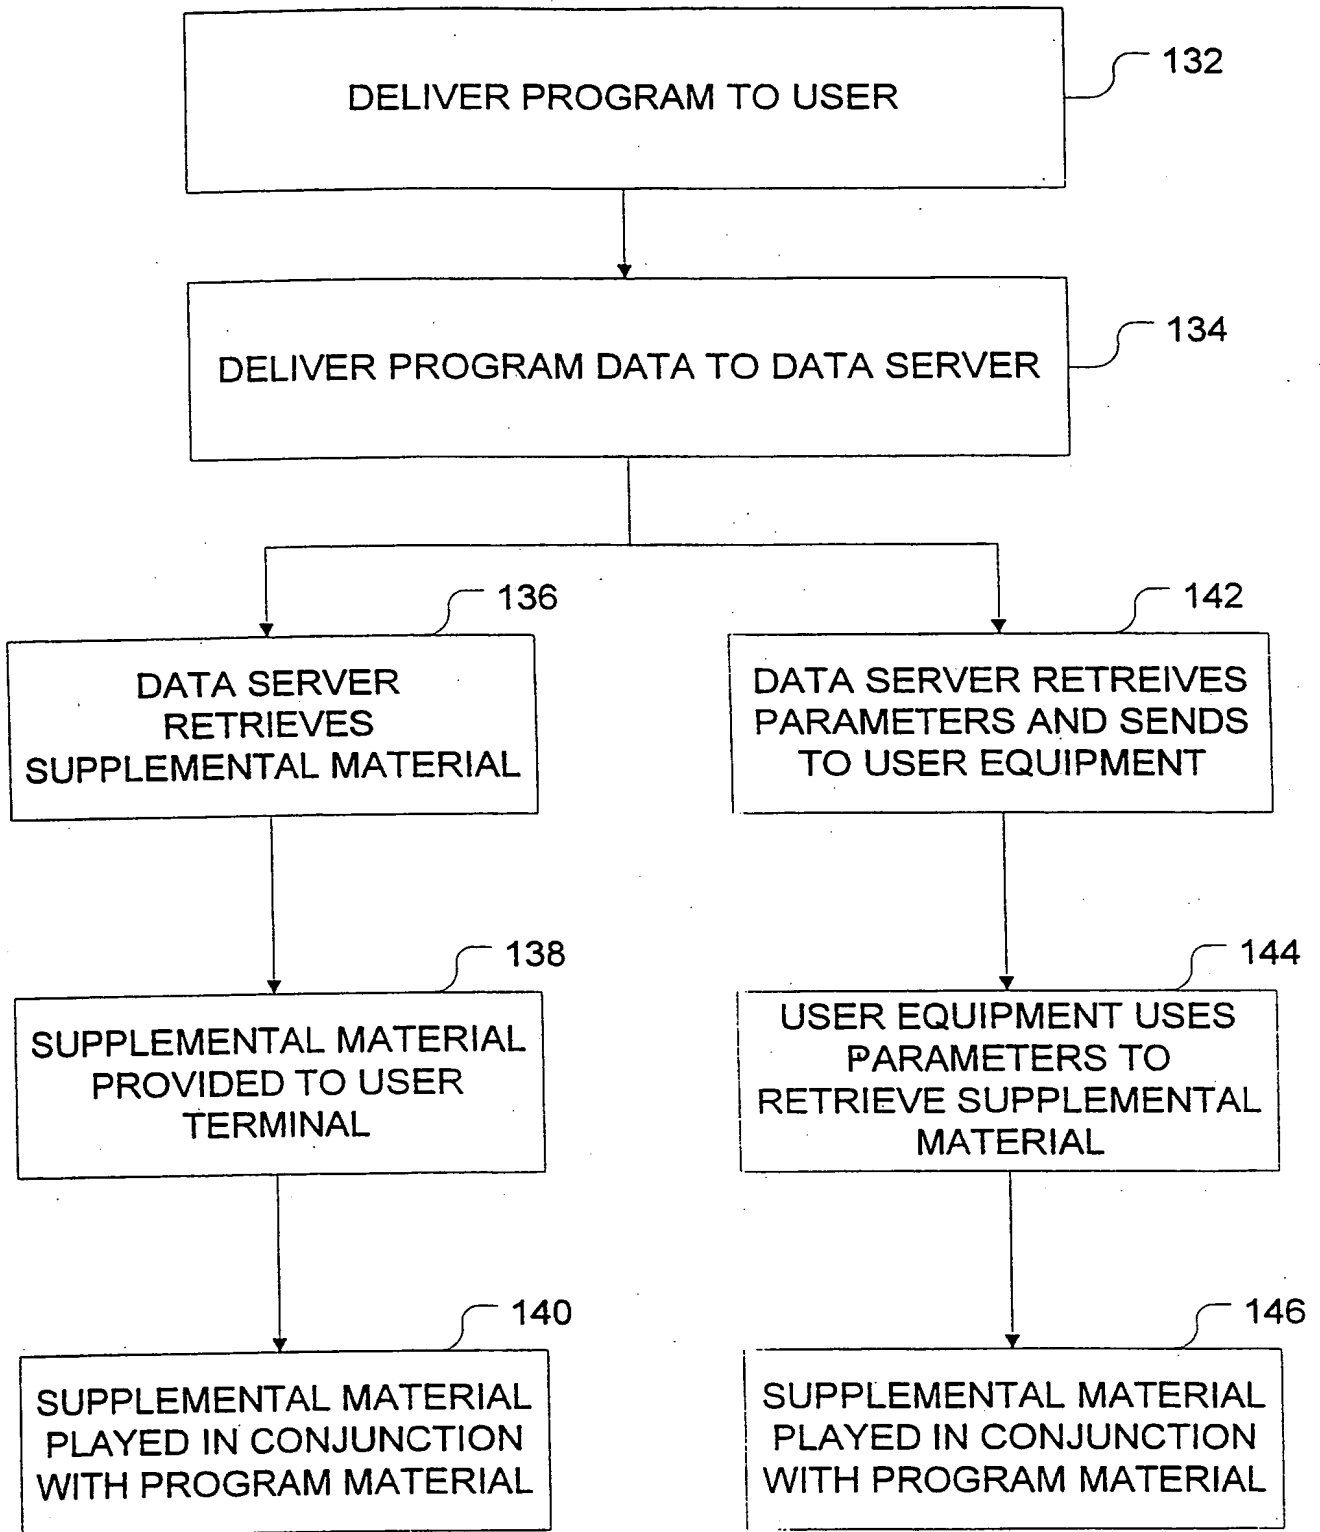 132
DELIVER PROGRAM TO USER
134
DELIVER PROGRAM DATA TO DATA SERVER
136
DATA SERVER
RETRIEVES
SUPPLEMENTAL MATERIAL
142
DATA SERVER RETREIVES
PARAMETERS AND SENDS
TO USER EQUIPMENT
138
SUPPLEMENTAL MATERIAL
PROVIDED TO USER
TERMINAL
144
USER EQUIPMENT USES
PARAMETERS TO
RETRIEVE SUPPLEMENTAL
MATERIAL
140
SUPPLEMENTAL MATERIAL
PLAYED IN CONJUNCTION
WITH PROGRAM MATERIAL
146
SUPPLEMENTAL MATERIAL
PLAYED IN CONJUNCTION
WITH PROGRAM MATERIAL